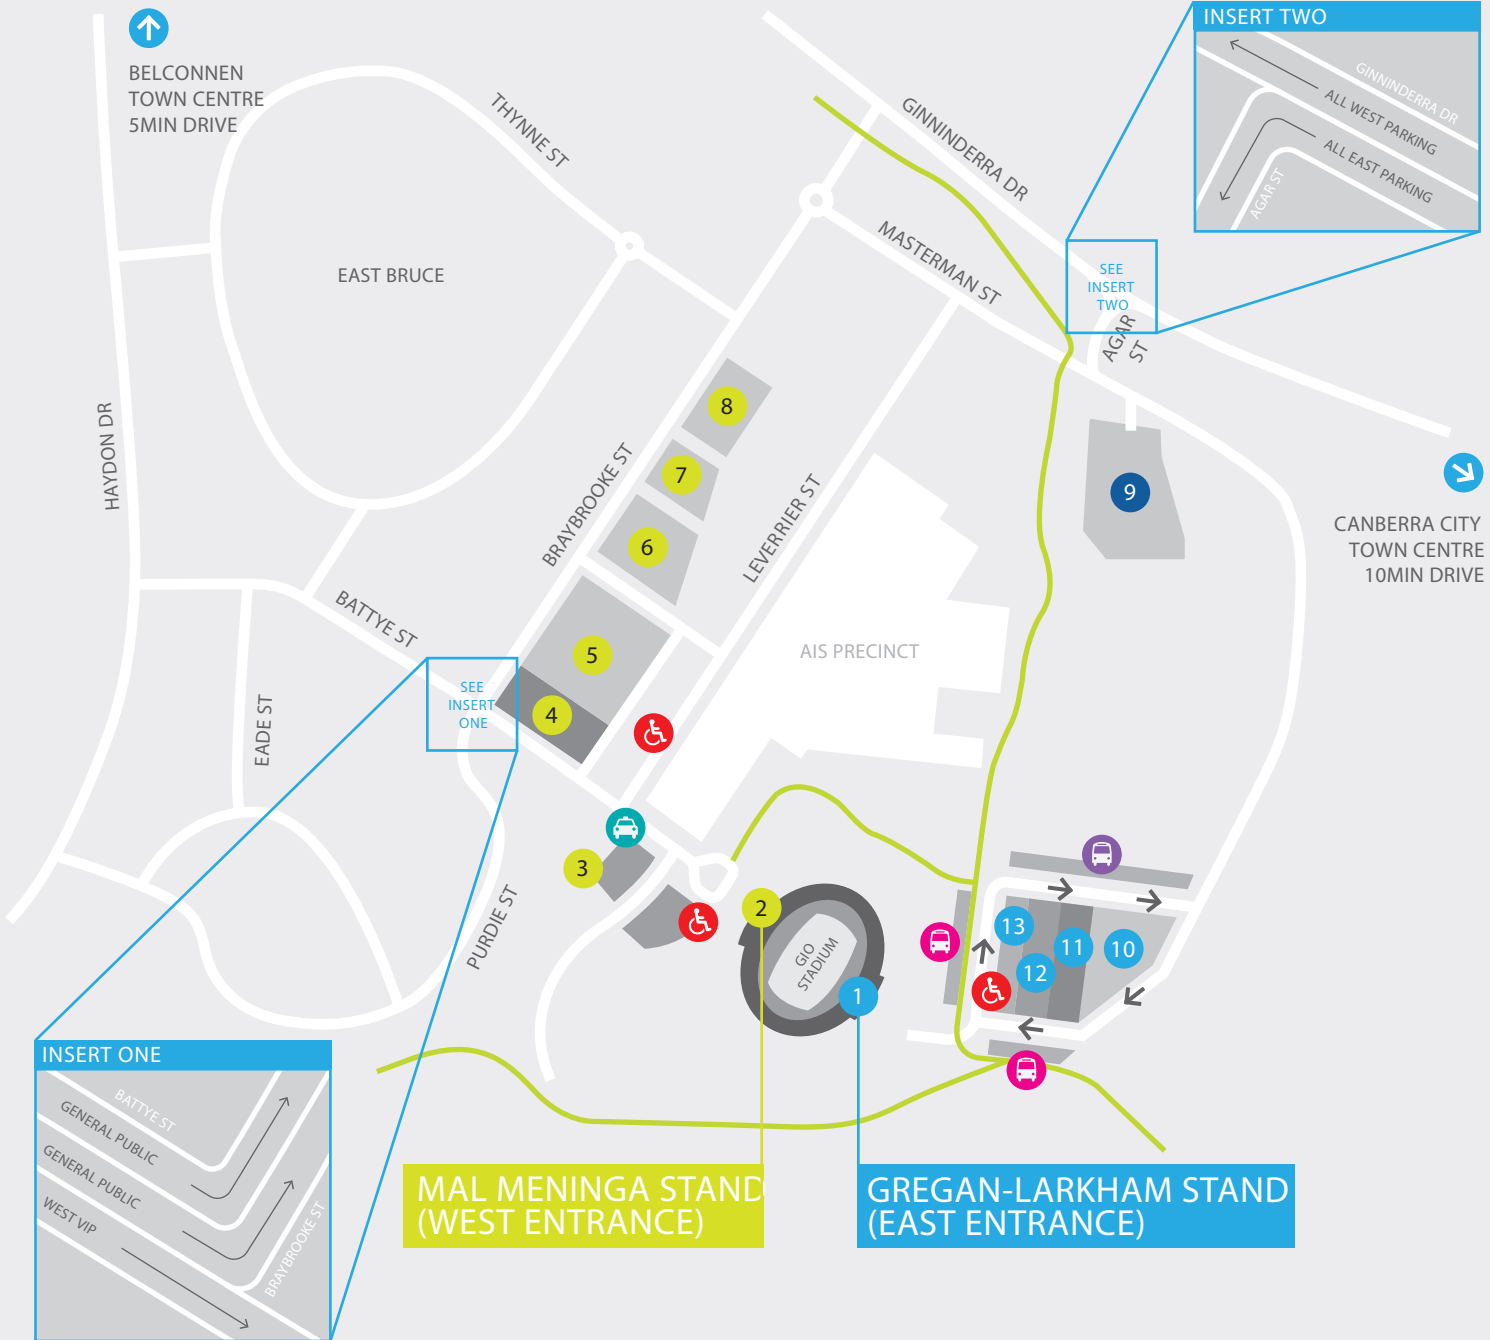 BELCONNEN
TOWN CENTRE
5MIN DRIVE
INSERT TWO
GINNINDERRA DR
ALL WEST PARKING
ALL EAST PARKING
AGAR ST
THYNNE ST
GINNINDERRA DR
MASTERMAN ST
SEE
INSERT
TWO
AGAR
ST
EAST BRUCE
HAYDON DR
8
7
6
5
4
BRAYBROOKE ST
LEVERRIER ST
9
CANBERRA CITY
TOWN CENTRE
10MIN DRIVE
BATTYE ST
AIS PRECINCT
SEE
INSERT
ONE
EADE ST
PURDIE ST
3
2
GIO
STADIUM
1
13
12
11
10
INSERT ONE
BATTYE ST
GENERAL PUBLIC
GENERAL PUBLIC
WEST VIP
BRAYBROOKE ST
MAL MENINGA STAND
(WEST ENTRANCE)
GREGAN-LARKHAM STAND
(EAST ENTRANCE)